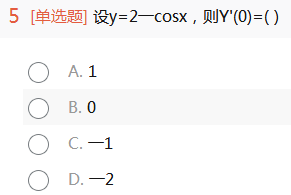 5 [单选题] 设y=2一cosx，则Y'(0)=( )
A. 1
B. 0
C. 一1
D. 一2